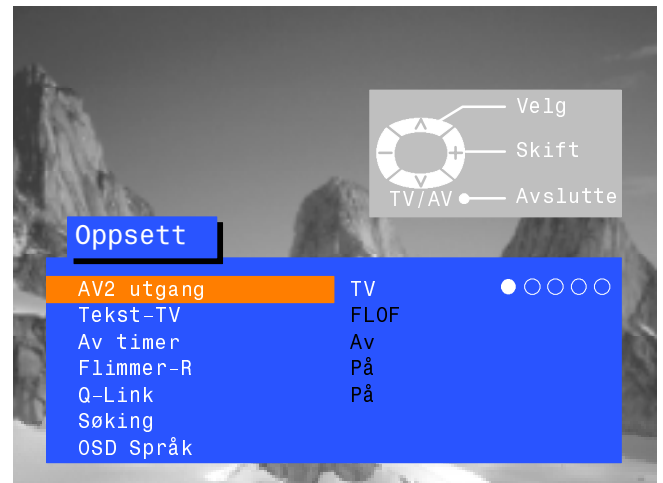 Velg
Skift
TV/AV Avslutte
Oppsett
AV2 utgang TV
Tekst-TV FLOF
Av timer Av
Flimmer-R På
Q-Link På
Søking
OSD Språk